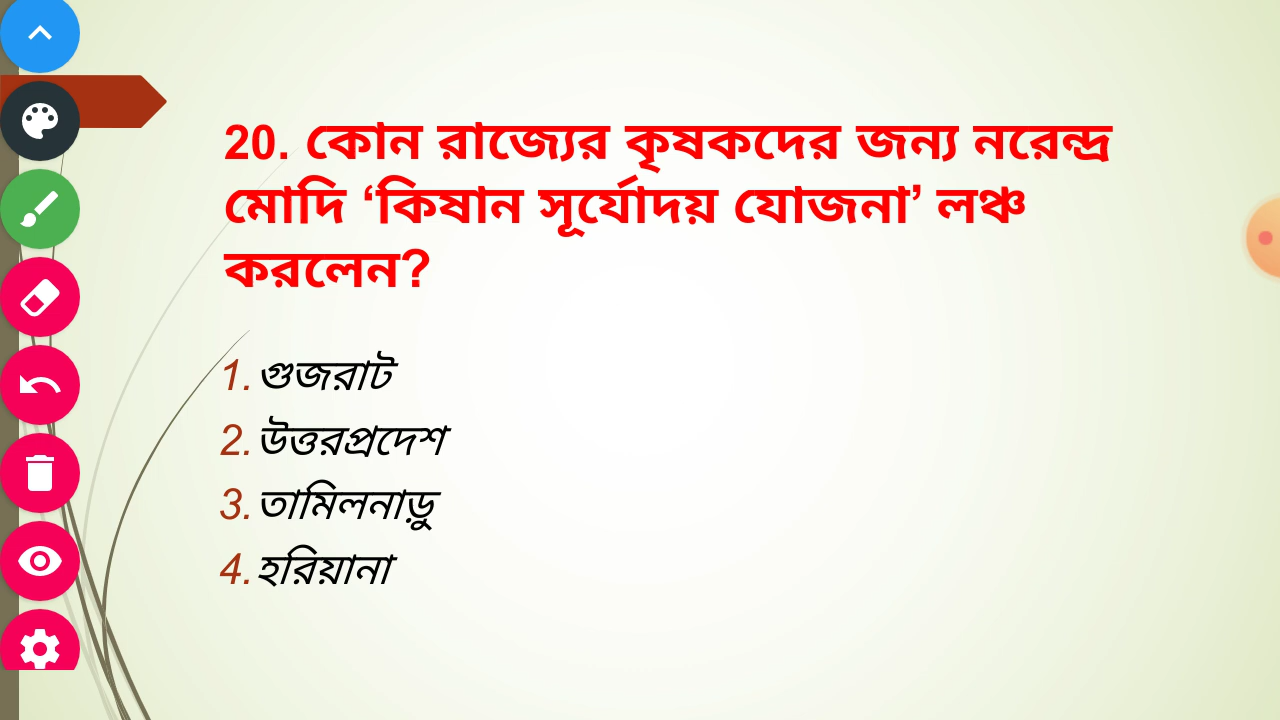 20. কোন রাজ্যের কৃষকদের জন্য নরেন্দ্র
মোদি ‘কিষান সূর্যোদয় যোজনা’ লঞ্চ
করলেন?
1. গুজরাট
2. উত্তরপ্রদেশ
3. তামিলনাড়ু
4. হরিয়ানা